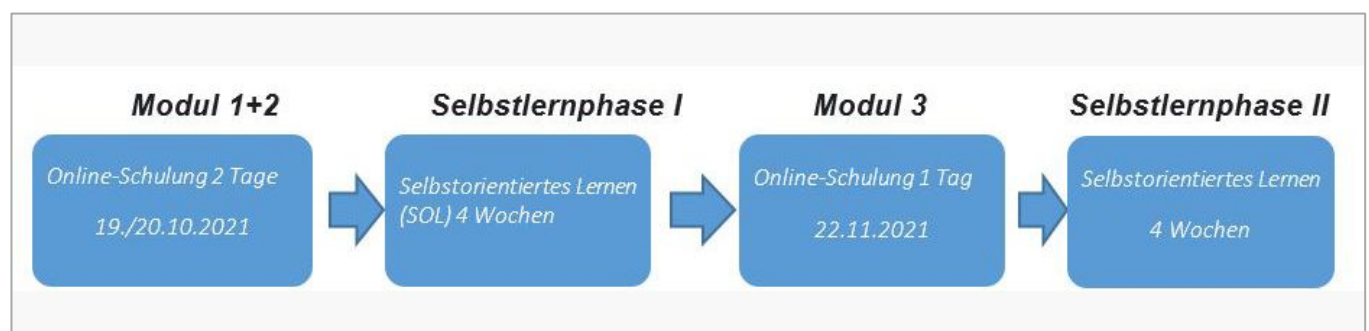 Modul 1+2
Online-Schulung 2 Tage
19./20.10.2021
Selbstlernphase I
Selbstorientiertes Lernen
(SOL) 4 Wochen
Modul 3
Online-Schulung 1 Tag
22.11.2021
Selbstlernphase II
Selbstorientiertes Lernen
4 Wochen